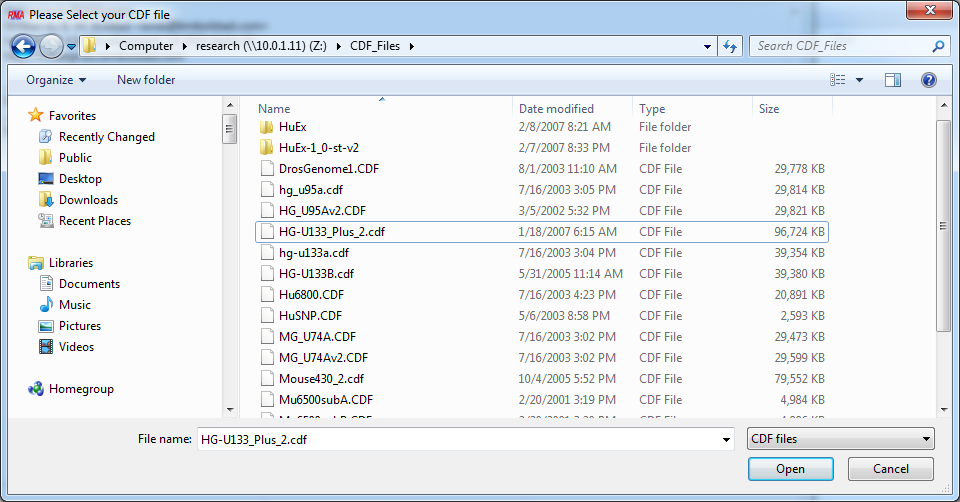 RMA Please Select your CDF file
Computer research (\\10.0.1.11) (Z:) CDF_Files
Search CDF_Files
Organize New folder
Favorites
Recently Changed
Public
Desktop
Downloads
Recent Places
Libraries
Documents
Music
Pictures
Videos
Homegroup
Name Date modified Type Size
HuEx 2/8/2007 8:21 AM File folder
HuEx-1_0-st-v2 2/7/2007 8:33 PM File folder
DrosGenome1.CDF 8/1/2003 11:10 AM CDF File 29,778 KB
hg_u95a.cdf 7/16/2003 3:05 PM CDF File 29,814 KB
HG_U95Av2.CDF 3/5/2002 5:32 PM CDF File 29,821 KB
HG-U133_Plus_2.cdf 1/18/2007 6:15 AM CDF File 96,724 KB
hg-u133a.cdf 7/16/2003 3:04 PM CDF File 39,354 KB
HG-U133B.cdf 5/31/2005 11:14 AM CDF File 39,380 KB
Hu6800.CDF 7/16/2003 4:23 PM CDF File 20,891 KB
HuSNP.CDF 5/6/2003 8:58 PM CDF File 2,593 KB
MG_U74A.CDF 7/16/2003 3:02 PM CDF File 29,473 KB
MG_U74Av2.CDF 7/16/2003 3:02 PM CDF File 29,599 KB
Mouse430_2.cdf 10/4/2005 5:52 PM CDF File 79,552 KB
Mu6500subA.CDF 2/20/2001 3:19 PM CDF File 4,984 KB
File name: HG-U133_Plus_2.cdf CDF files
Open Cancel